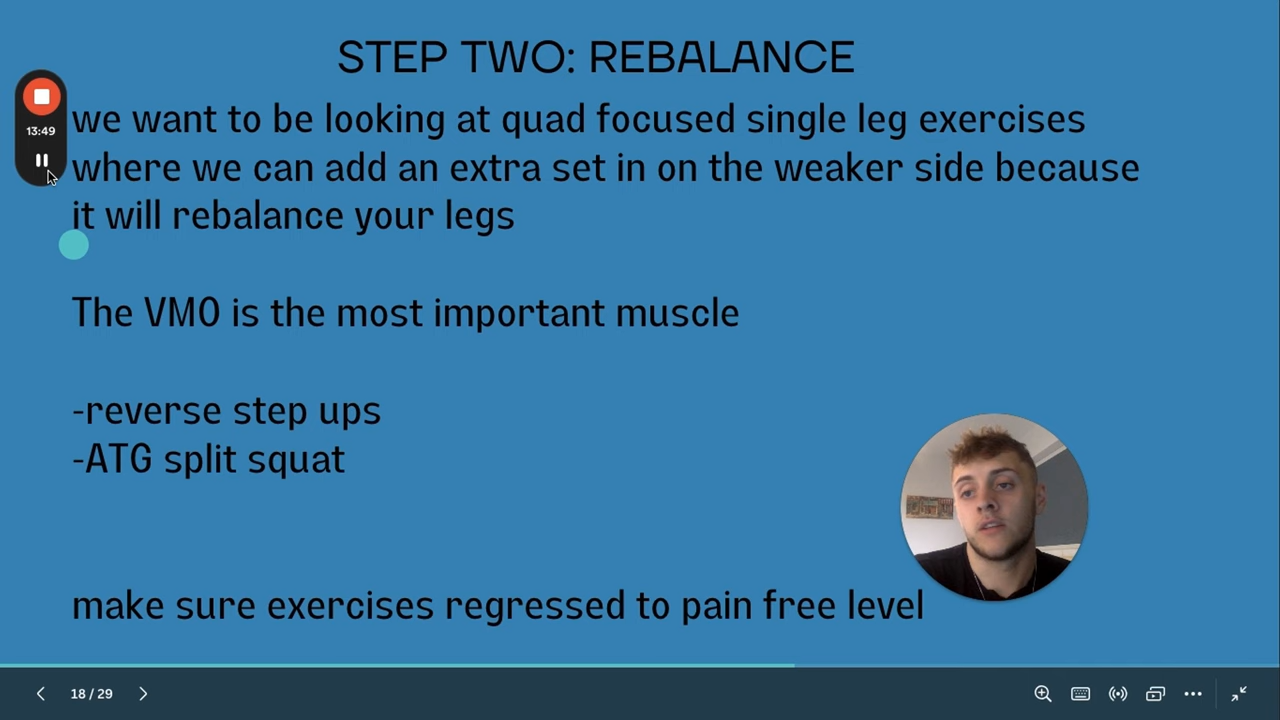 STEP TWO: REBALANCE
we want to be looking at quad focused single leg exercises
13:49
where we can add an extra set in on the weaker side because
it will rebalance your legs
The VMO is the most important muscle
-reverse step ups
-ATG split squat
make sure exercises regressed to pain free level
18 / 29